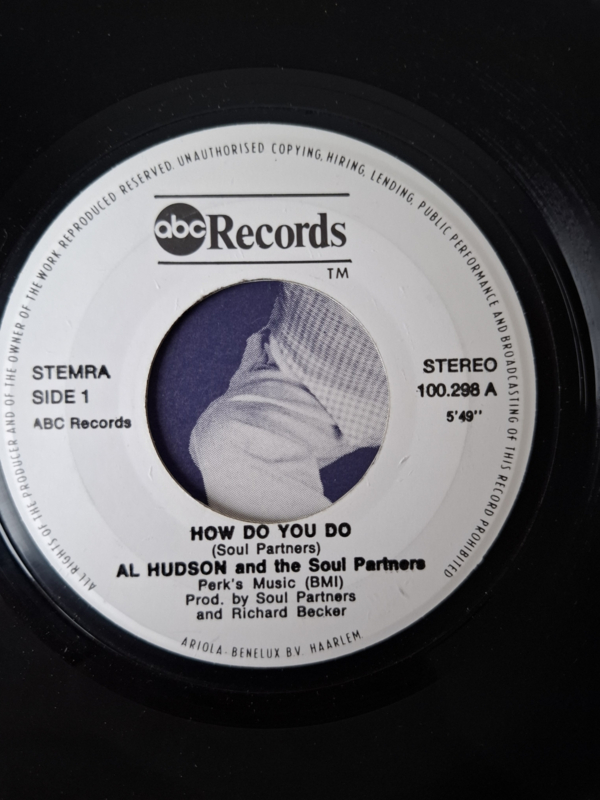 ALL RIGHTS OF THE PRODUCER AND OF THE OWNER OF THE WORK REPRODUCED RESERVED. UNAUTHORISED COPYING, HIRING, LENDING, PUBLIC PERFORMANCE AND BROADCASTING OF THIS RECORD PROHIBITED
abc Records
TM
STEMRA
SIDE 1
ABC Records
STEREO
100.298 A
5'49"
HOW DO YOU DO
(Soul Partners)
AL HUDSON and the Soul Partners
Perk's Music (BMI)
Prod. by Soul Partners
and Richard Becker
ARIOLA-BENELUX B.V. HAARLEM